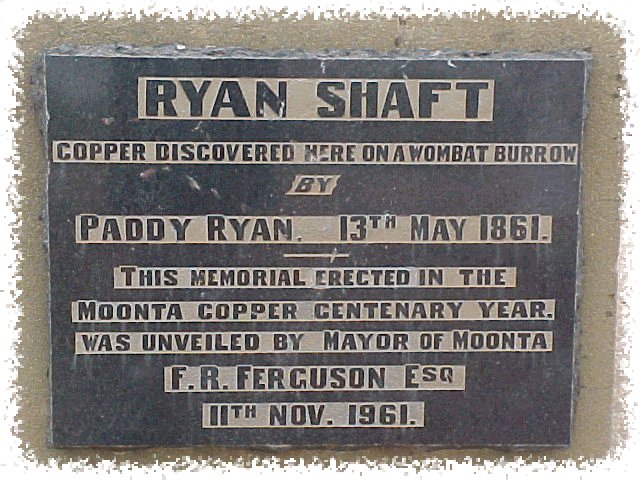 RYAN SHAFT
COPPER DISCOVERED HERE ON A WOMBAT BURROW
BY
PADDY RYAN. 13TH MAY 1861.
THIS MEMORIAL ERECTED IN THE
MOONTA COPPER CENTENARY YEAR.
WAS UNVEILED BY MAYOR OF MOONTA
F. R. FERGUSON ESQ
11TH NOV. 1961.